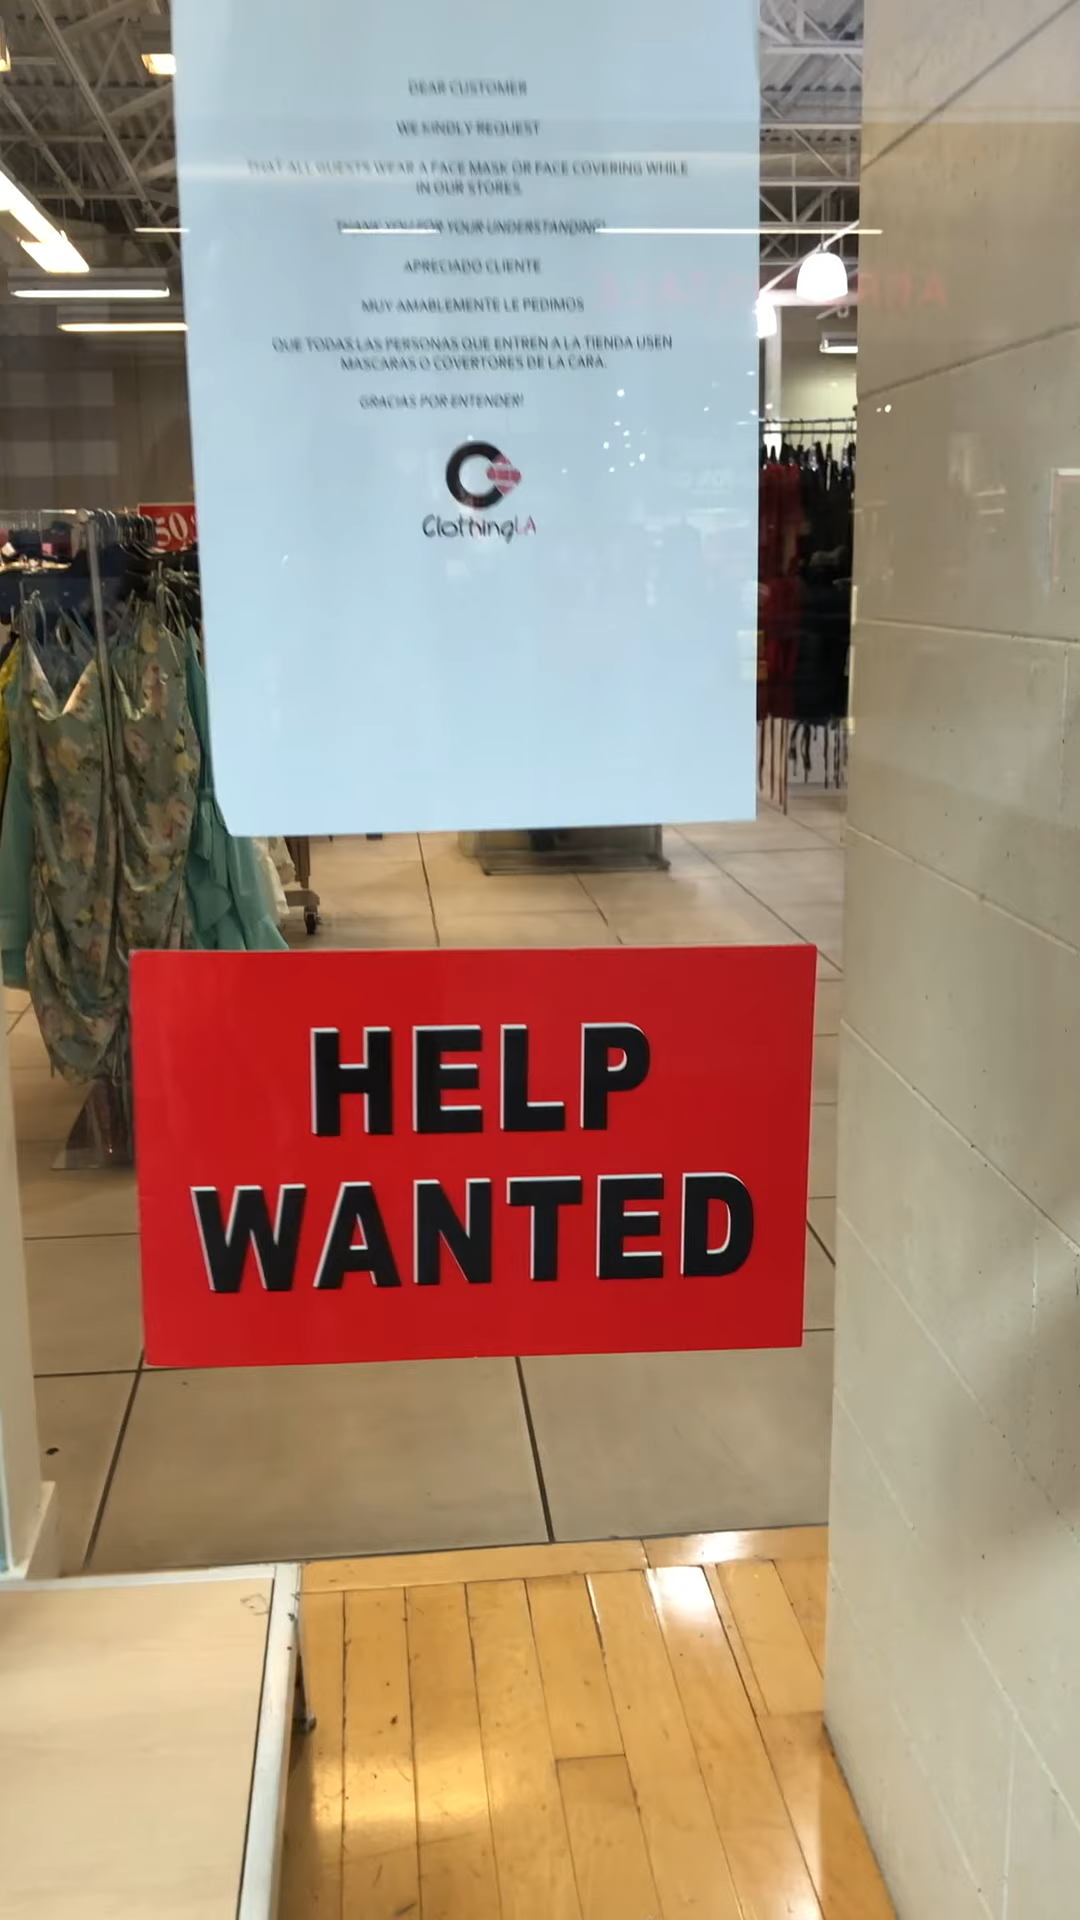 DEAR CUSTOMER
WE KINDLY REQUEST
THAT ALL GUESTS WEAR A FACE MASK OR FACE COVERING WHILE
IN OUR STORES.
THANK YOU FOR YOUR UNDERSTANDING!
APRECIADO CLIENTE
MUY AMABLEMENTE LE PEDIMOS
QUE TODAS LAS PERSONAS QUE ENTREN A LA TIENDA USEN
MASCARAS O COVERTORES DE LA CARA.
GRACIAS POR ENTENDER!
ClothingLA
50
HELP
WANTED